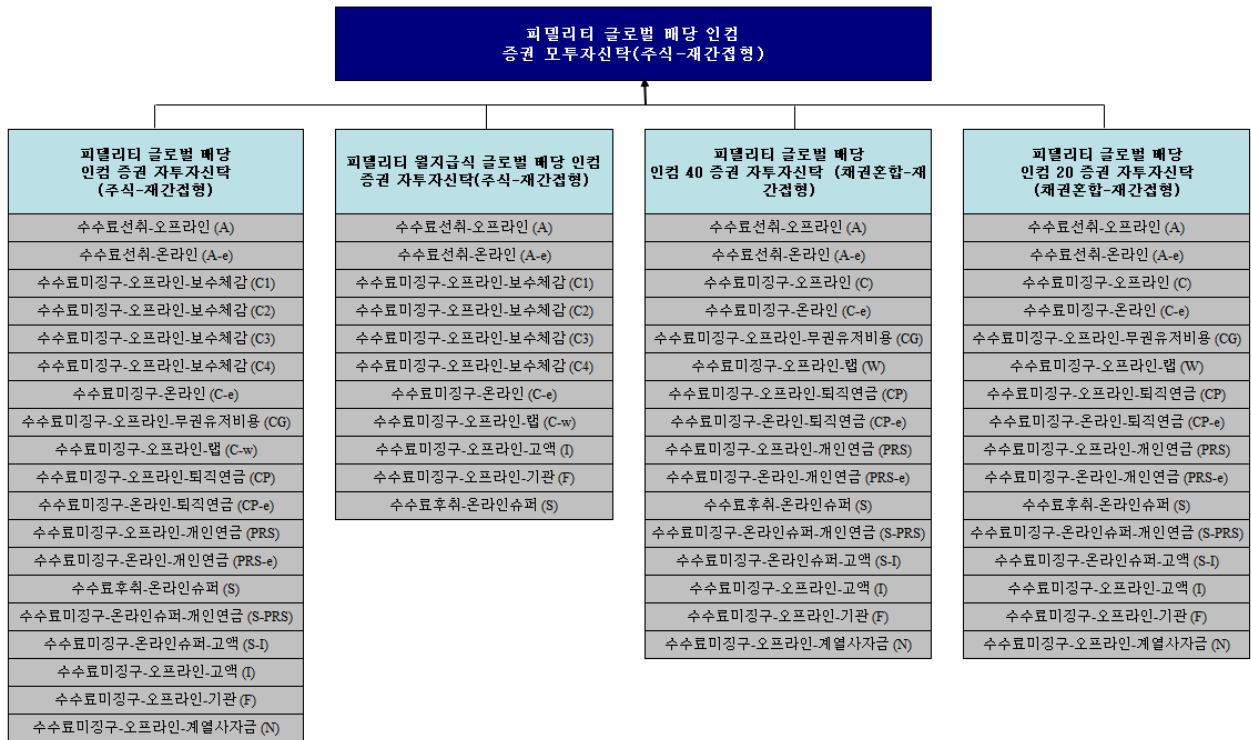 피델리티 글로벌 배당 인컴
증권 모투자신탁(주식-재간접형)
피델리티 글로벌 배당
인컴 증권 자투자신탁
(주식-재간접형)
수수료선취-오프라인 (A)
수수료선취-온라인 (A-e)
수수료미징구-오프라인-보수체감 (C1)
수수료미징구-오프라인-보수체감 (C2)
수수료미징구-오프라인-보수체감 (C3)
수수료미징구-오프라인-보수체감 (C4)
수수료미징구-온라인 (C-e)
수수료미징구-오프라인-무권유저비용 (CG)
수수료미징구-오프라인-랩 (C-w)
수수료미징구-오프라인-퇴직연금 (CP)
수수료미징구-온라인-퇴직연금 (CP-e)
수수료미징구-오프라인-개인연금 (PRS)
수수료미징구-온라인-개인연금 (PRS-e)
수수료후취-온라인슈퍼 (S)
수수료미징구-온라인슈퍼-개인연금 (S-PRS)
수수료미징구-온라인슈퍼-고액 (S-I)
수수료미징구-오프라인-고액 (I)
수수료미징구-오프라인-기관 (F)
수수료미징구-오프라인-계열사자금 (N)
피델리티 월지급식 글로벌 배당 인컴
증권 자투자신탁(주식-재간접형)
수수료선취-오프라인 (A)
수수료선취-온라인 (A-e)
수수료미징구-오프라인-보수체감 (C1)
수수료미징구-오프라인-보수체감 (C2)
수수료미징구-오프라인-보수체감 (C3)
수수료미징구-오프라인-보수체감 (C4)
수수료미징구-온라인 (C-e)
수수료미징구-오프라인-랩 (C-w)
수수료미징구-오프라인-고액 (I)
수수료미징구-오프라인-기관 (F)
수수료후취-온라인슈퍼 (S)
피델리티 글로벌 배당
인컴 40 증권 자투자신탁 (채권혼합-재
간접형)
수수료선취-오프라인 (A)
수수료선취-온라인 (A-e)
수수료미징구-오프라인 (C)
수수료미징구-온라인 (C-e)
수수료미징구-오프라인-무권유저비용 (CG)
수수료미징구-오프라인-랩 (W)
수수료미징구-오프라인-퇴직연금 (CP)
수수료미징구-온라인-퇴직연금 (CP-e)
수수료미징구-오프라인-개인연금 (PRS)
수수료미징구-온라인-개인연금 (PRS-e)
수수료후취-온라인슈퍼 (S)
수수료미징구-온라인슈퍼-개인연금 (S-PRS)
수수료미징구-온라인슈퍼-고액 (S-I)
수수료미징구-오프라인-고액 (I)
수수료미징구-오프라인-기관 (F)
수수료미징구-오프라인-계열사자금 (N)
피델리티 글로벌 배당
인컴 20 증권 자투자신탁
(채권혼합-재간접형)
수수료선취-오프라인 (A)
수수료선취-온라인 (A-e)
수수료미징구-오프라인 (C)
수수료미징구-온라인 (C-e)
수수료미징구-오프라인-무권유저비용 (CG)
수수료미징구-오프라인-랩 (W)
수수료미징구-오프라인-퇴직연금 (CP)
수수료미징구-온라인-퇴직연금 (CP-e)
수수료미징구-오프라인-개인연금 (PRS)
수수료미징구-온라인-개인연금 (PRS-e)
수수료후취-온라인슈퍼 (S)
수수료미징구-온라인슈퍼-개인연금 (S-PRS)
수수료미징구-온라인슈퍼-고액 (S-I)
수수료미징구-오프라인-고액 (I)
수수료미징구-오프라인-기관 (F)
수수료미징구-오프라인-계열사자금 (N)